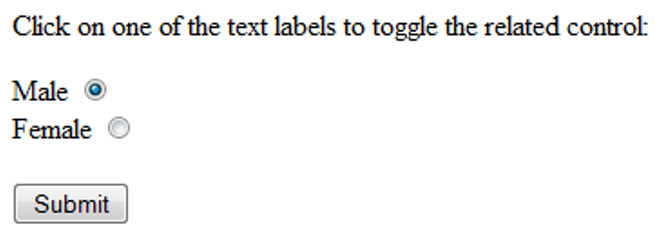 Click on one of the text labels to toggle the related control:
Male
Female
Submit